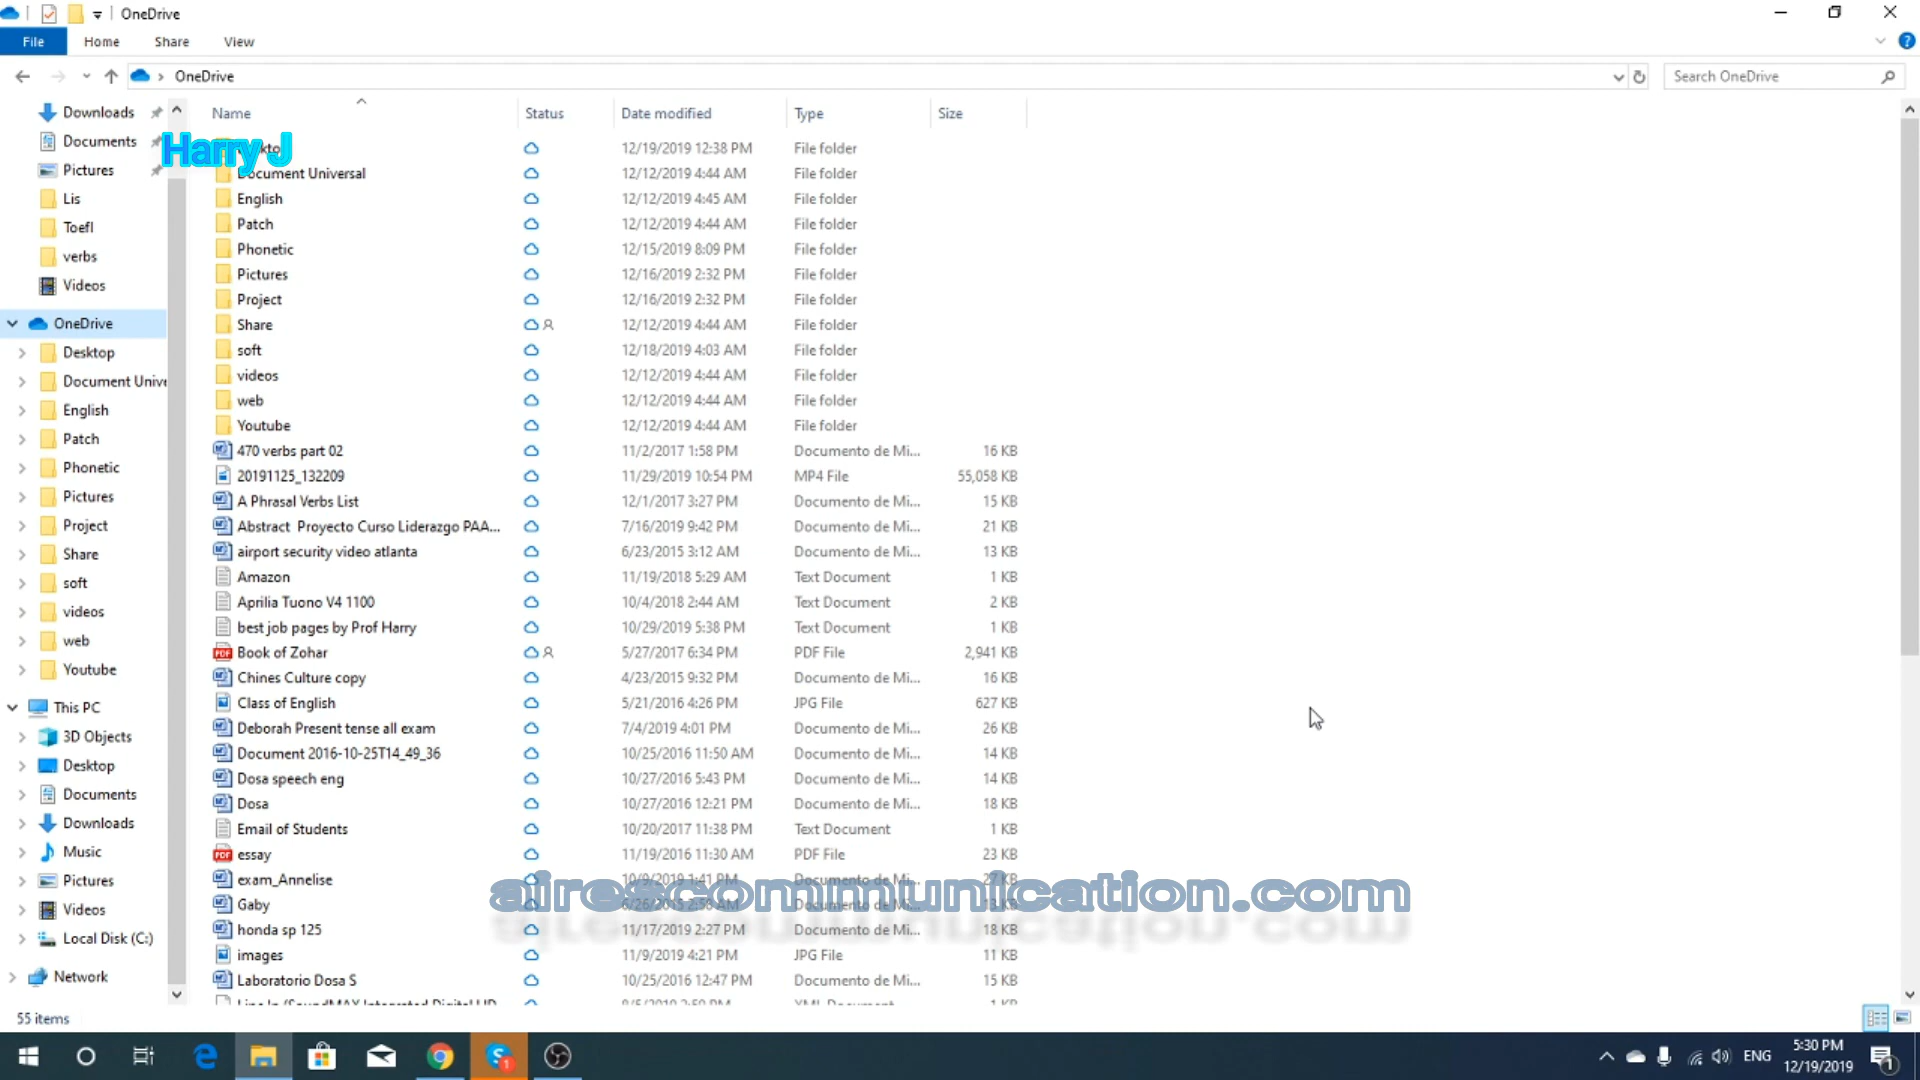 OneDrive
File Home Share View
OneDrive
Search OneDrive
Downloads
Documents
Pictures
Lis
Toefl
verbs
Videos
OneDrive
Desktop
Document Unive
English
Patch
Phonetic
Pictures
Project
Share
soft
videos
web
Youtube
This PC
3D Objects
Desktop
Documents
Downloads
Music
Pictures
Videos
Local Disk (C:)
Network
Harry J
Name Status Date modified Type Size
12/19/2019 12:38 PM File folder
Document Universal 12/12/2019 4:44 AM File folder
English 12/12/2019 4:45 AM File folder
Patch 12/12/2019 4:44 AM File folder
Phonetic 12/15/2019 8:09 PM File folder
Pictures 12/16/2019 2:32 PM File folder
Project 12/16/2019 2:32 PM File folder
Share 12/12/2019 4:44 AM File folder
soft 12/18/2019 4:03 AM File folder
videos 12/12/2019 4:44 AM File folder
web 12/12/2019 4:44 AM File folder
Youtube 12/12/2019 4:44 AM File folder
470 verbs part 02 11/2/2017 1:58 PM Documento de Mi... 16 KB
20191125_132209 11/29/2019 10:54 PM MP4 File 55,058 KB
A Phrasal Verbs List 12/1/2017 3:27 PM Documento de Mi... 15 KB
Abstract Proyecto Curso Liderazgo PAA... 7/16/2019 9:42 PM Documento de Mi... 21 KB
airport security video atlanta 6/23/2015 3:12 AM Documento de Mi... 13 KB
Amazon 11/19/2018 5:29 AM Text Document 1 KB
Aprilia Tuono V4 1100 10/4/2018 2:44 AM Text Document 2 KB
best job pages by Prof Harry 10/29/2019 5:38 PM Text Document 1 KB
Book of Zohar 5/27/2017 6:34 PM PDF File 2,941 KB
Chines Culture copy 4/23/2015 9:32 PM Documento de Mi... 16 KB
Class of English 5/21/2016 4:26 PM JPG File 627 KB
Deborah Present tense all exam 7/4/2019 4:01 PM Documento de Mi... 26 KB
Document 2016-10-25T14_49_36 10/25/2016 11:50 AM Documento de Mi... 14 KB
Dosa speech eng 10/27/2016 5:43 PM Documento de Mi... 14 KB
Dosa 10/27/2016 12:21 PM Documento de Mi... 18 KB
Email of Students 10/20/2017 11:38 PM Text Document 1 KB
essay 11/19/2016 11:30 AM PDF File 23 KB
exam_Annelise 10/9/2019 1:41 PM Documento de Mi... 27 KB
Gaby 6/26/2015 2:58 AM Documento de Mi... 13 KB
airescommunication.com
honda sp 125 11/17/2019 2:27 PM Documento de Mi... 18 KB
images 11/9/2019 4:21 PM JPG File 11 KB
Laboratorio Dosa S 10/25/2016 12:47 PM Documento de Mi... 15 KB
55 items
ENG
5:30 PM
12/19/2019